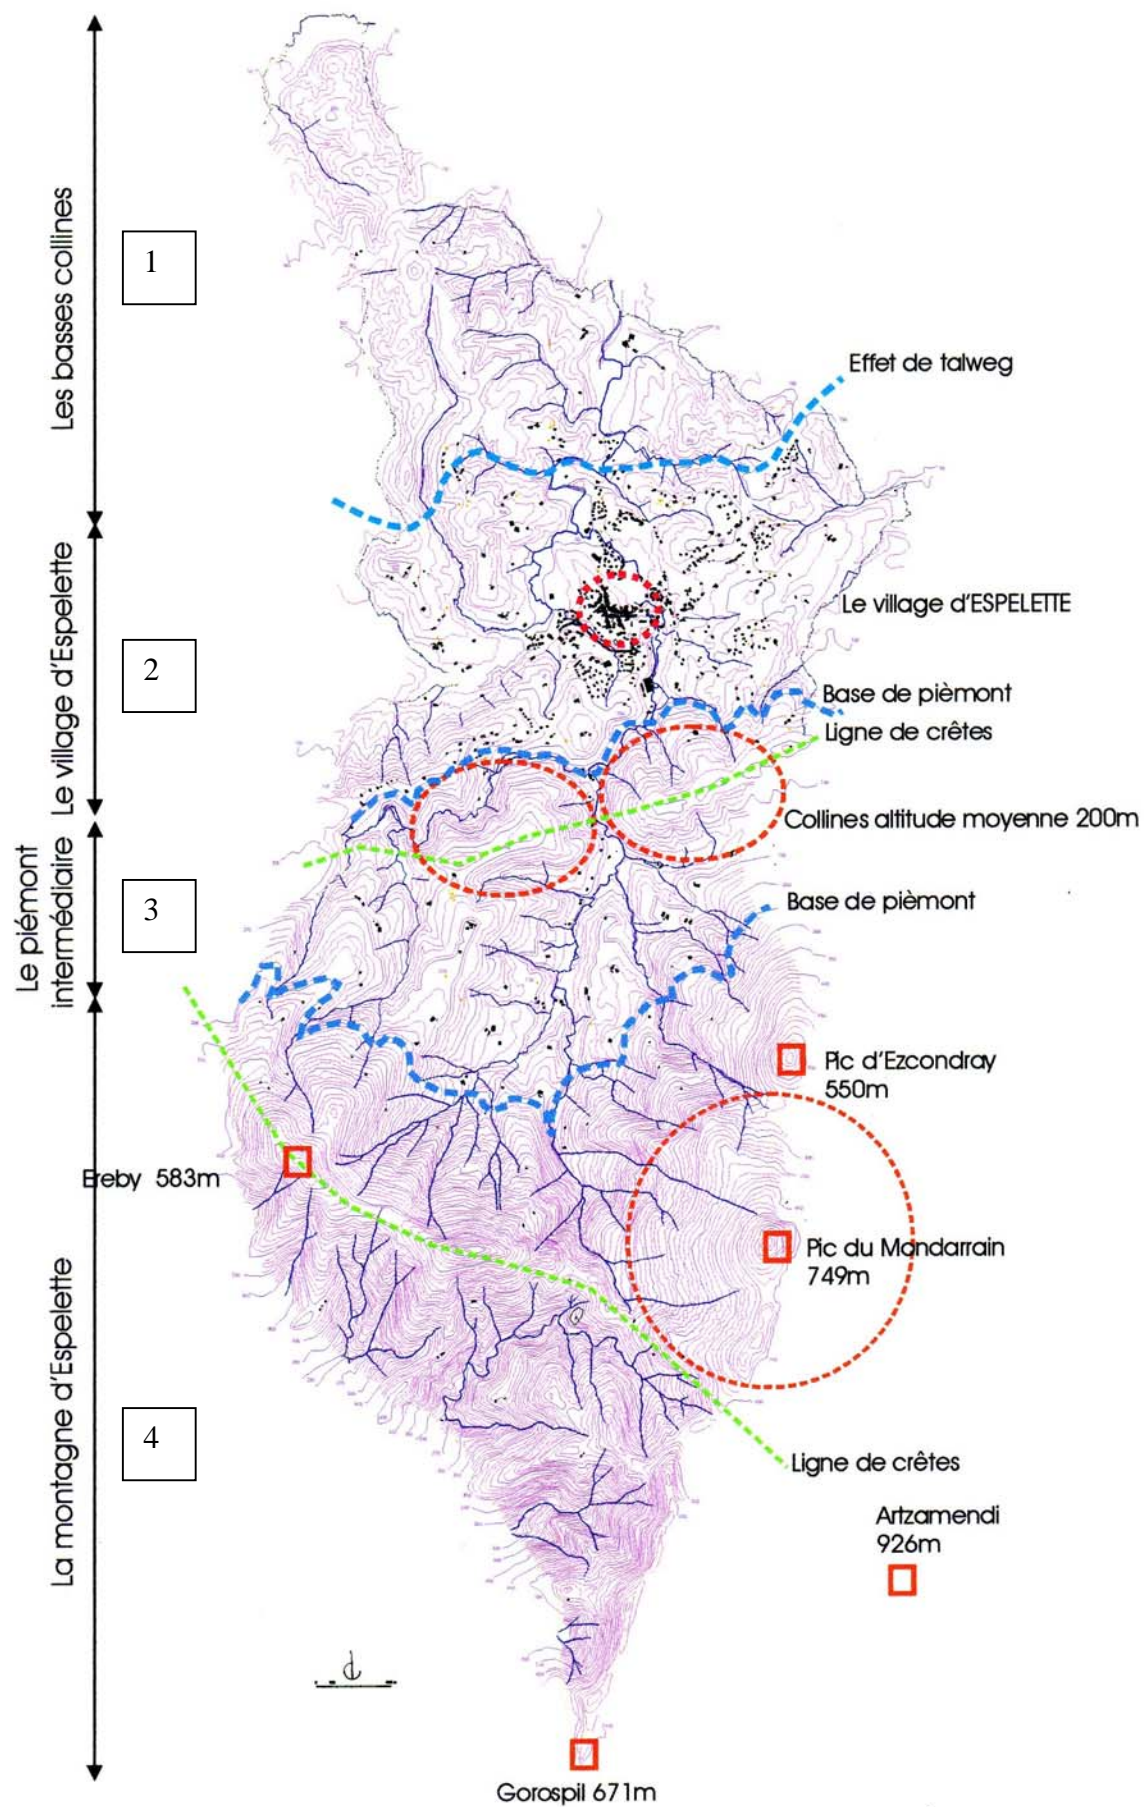 Les basses collines
1
Effet de talweg
Le village d'Espelette
2
Le village d'ESPELETTE
Base de pièmont
Ligne de crêtes
Collines altitude moyenne 200m
Le piémont
intermédiaire
3
Base de pièmont
Pic d'Ezcondray
550m
Ereby 583m
Pic du Mondarrain
749m
La montagne d'Espelette
4
Ligne de crêtes
Artzamendi
926m
Gorospil 671m